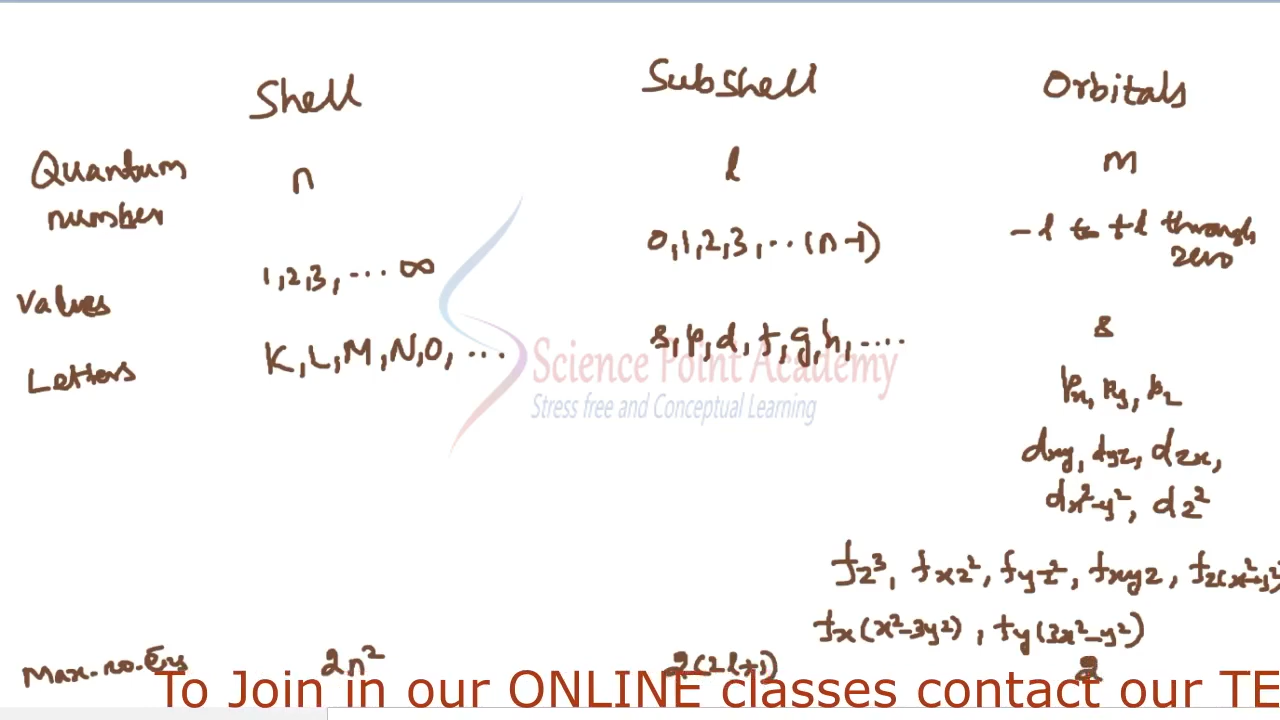 Shell Subshell Orbitals
Quantum number n l m
Values 1,2,3, ... ∞ 0,1,2,3,..(n-1) -l to +l through zero
Letters K,L,M,N,O, ... s,p,d,f,g,h,.... s
px, py, pz
dxy, dyz, dzx,
dx²-y², dz²
fz³, fxz², fyz², fxyz, fz(x²-y²)
fx(x²-3y²), fy(3x²-y²)
Science Point Academy
Stress free and Conceptual Learning
Max. no. 2n² 2(2l+1) 2
To Join in our ONLINE classes contact our TE